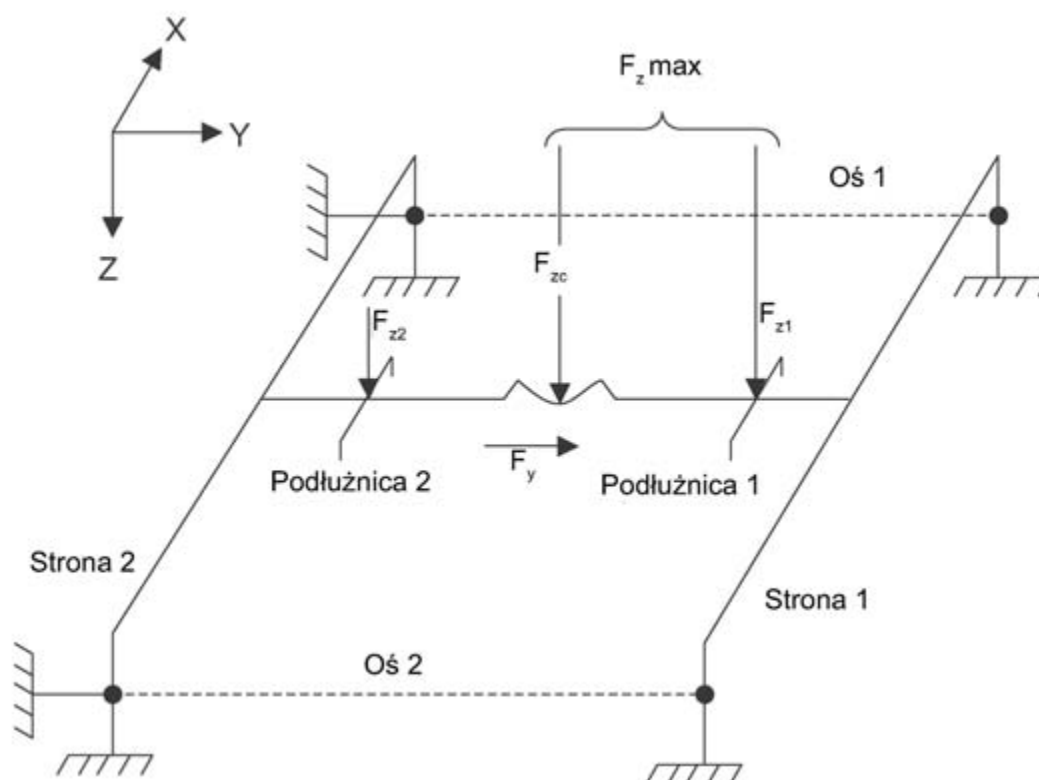 X
Y
Z
F_z max
Oś 1
F_zc
F_z2
F_z1
F_y
Podłużnica 2
Podłużnica 1
Strona 2
Strona 1
Oś 2